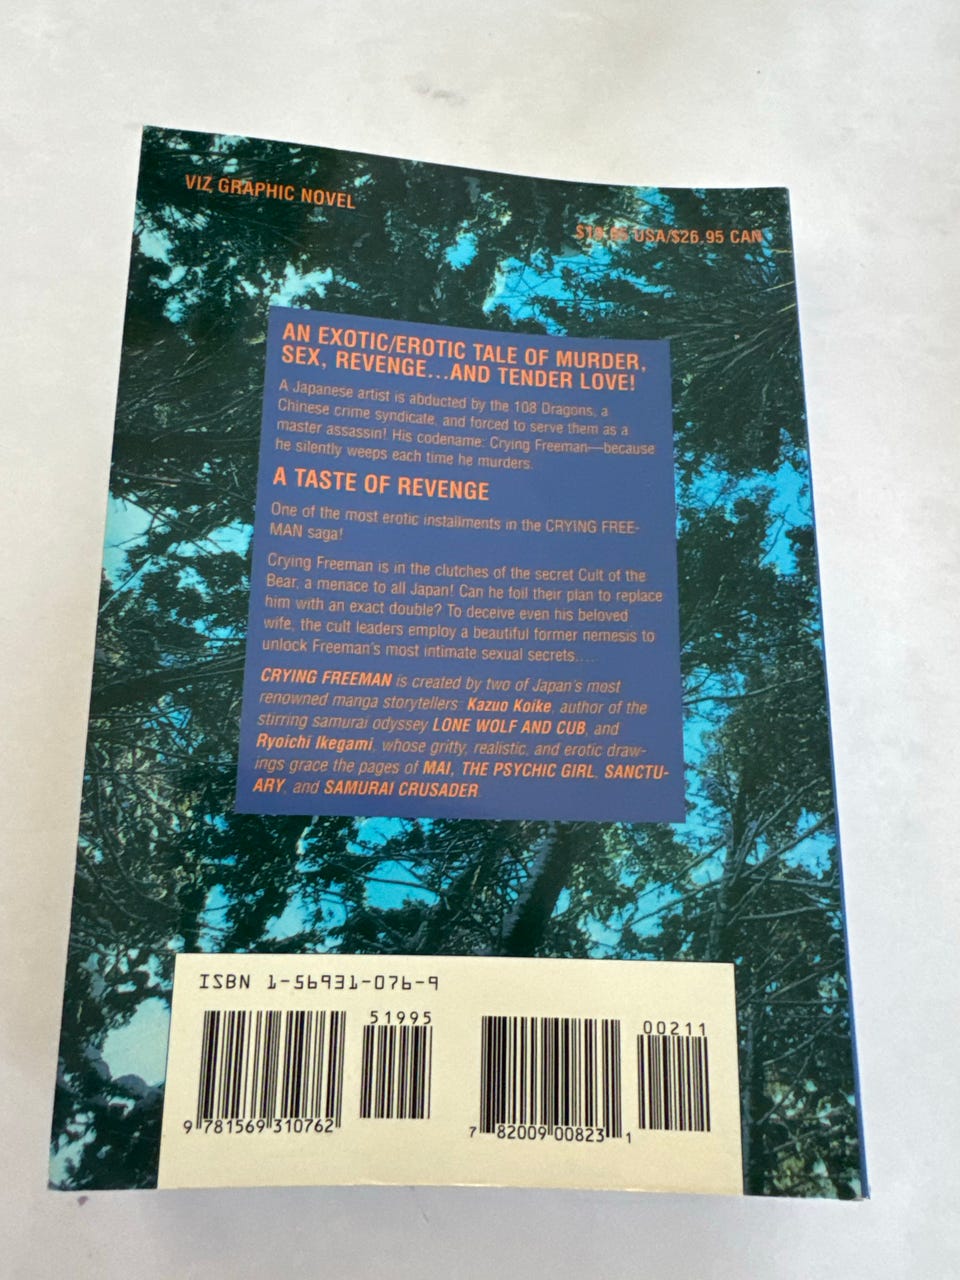 VIZ GRAPHIC NOVEL
$19.95 USA/$26.95 CAN
AN EXOTIC/EROTIC TALE OF MURDER,
SEX, REVENGE...AND TENDER LOVE!
A Japanese artist is abducted by the 108 Dragons, a
Chinese crime syndicate, and forced to serve them as a
master assassin! His codename: Crying Freeman—because
he silently weeps each time he murders.
A TASTE OF REVENGE
One of the most erotic installments in the CRYING FREE-
MAN saga!
Crying Freeman is in the clutches of the secret Cult of the
Bear, a menace to all Japan! Can he foil their plan to replace
him with an exact double? To deceive even his beloved
wife, the cult leaders employ a beautiful former nemesis to
unlock Freeman's most intimate sexual secrets....
CRYING FREEMAN is created by two of Japan's most
renowned manga storytellers: Kazuo Koike, author of the
stirring samurai odyssey LONE WOLF AND CUB, and
Ryoichi Ikegami, whose gritty, realistic, and erotic draw-
ings grace the pages of MAI, THE PSYCHIC GIRL, SANCTU-
ARY, and SAMURAI CRUSADER.
ISBN 1-56931-076-9
51995
9 781569 310762
00211
7 82009 00823 1